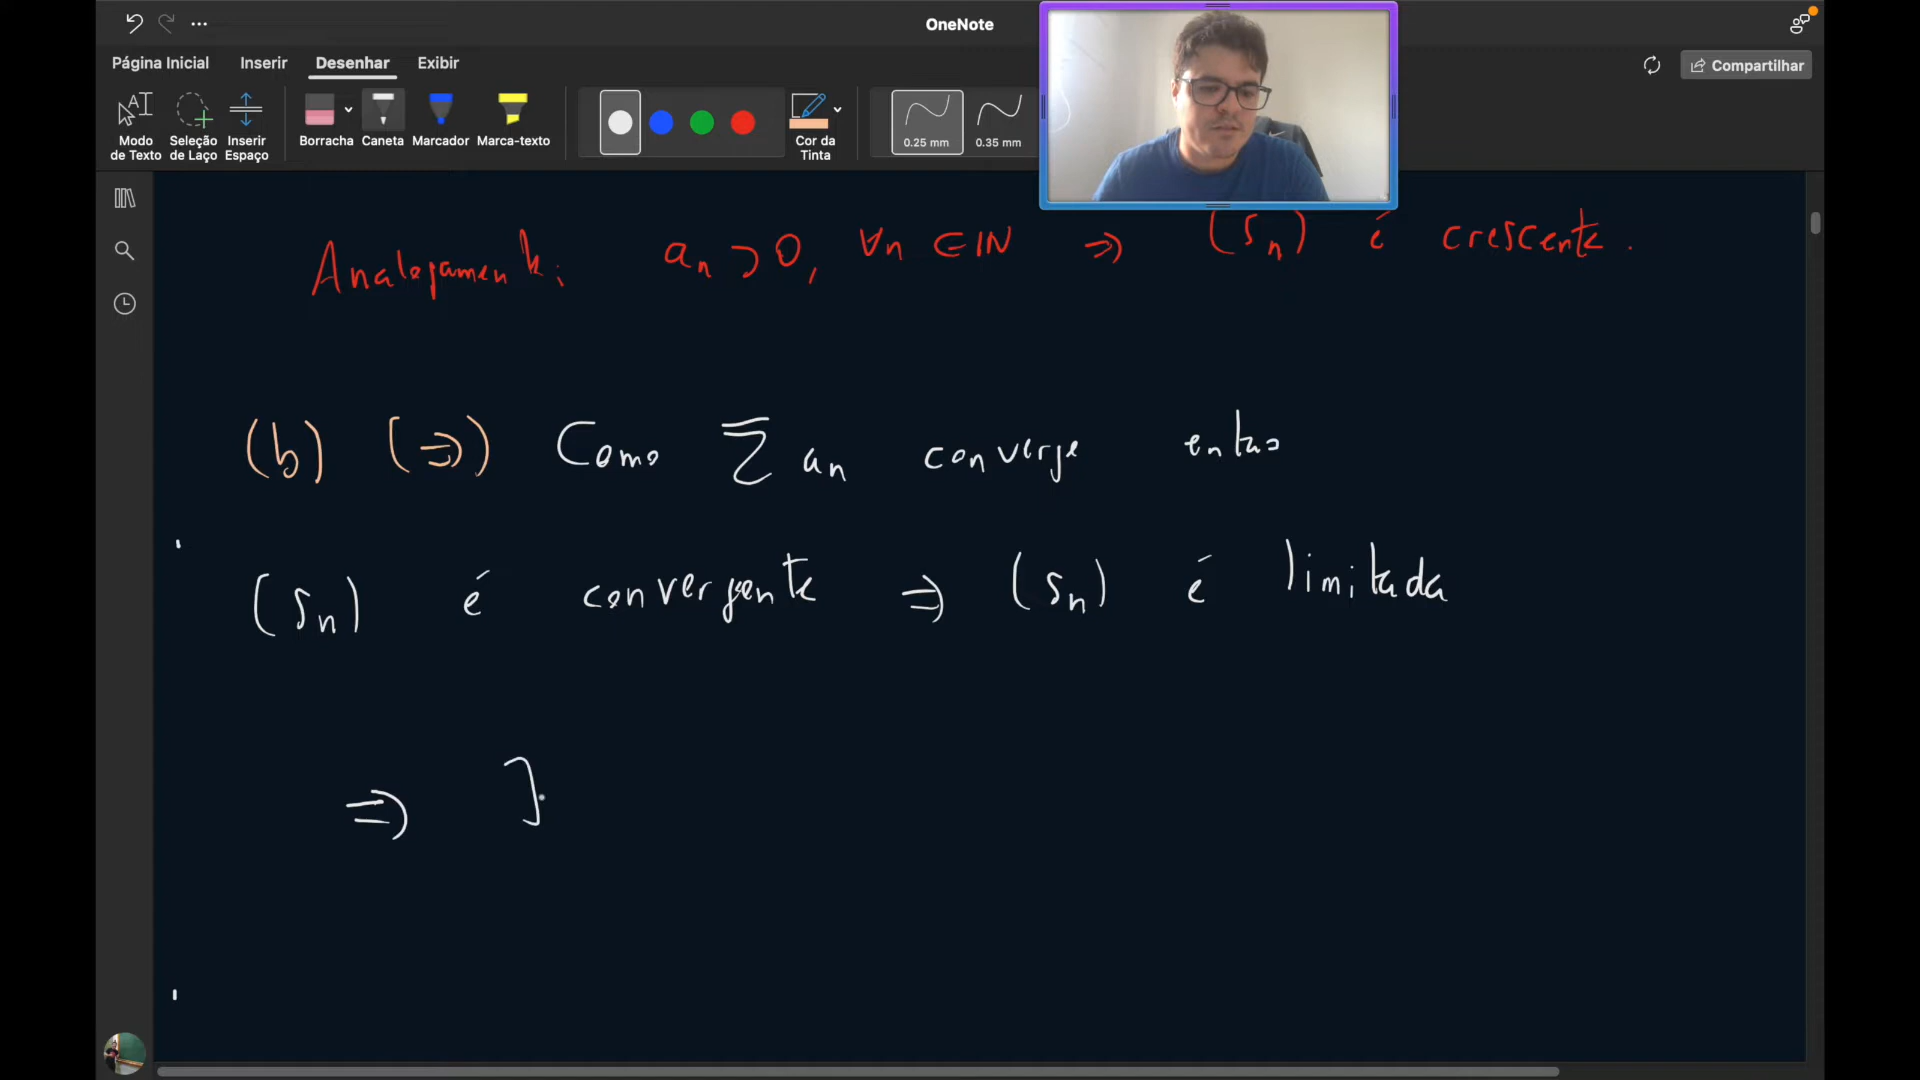 OneNote
Página Inicial Inserir Desenhar Exibir
Compartilhar
Modo de Texto Seleção de Laço Inserir Espaço Borracha Caneta Marcador Marca-texto Cor da Tinta 0.25 mm 0.35 mm
Analogamente: an > 0, ∀n ∈ IN ⇒ (Sn) é crescente.
(b) (⇒) Como Σ an converge entao
(Sn) é convergente ⇒ (Sn) é limitada
⇒ ∃